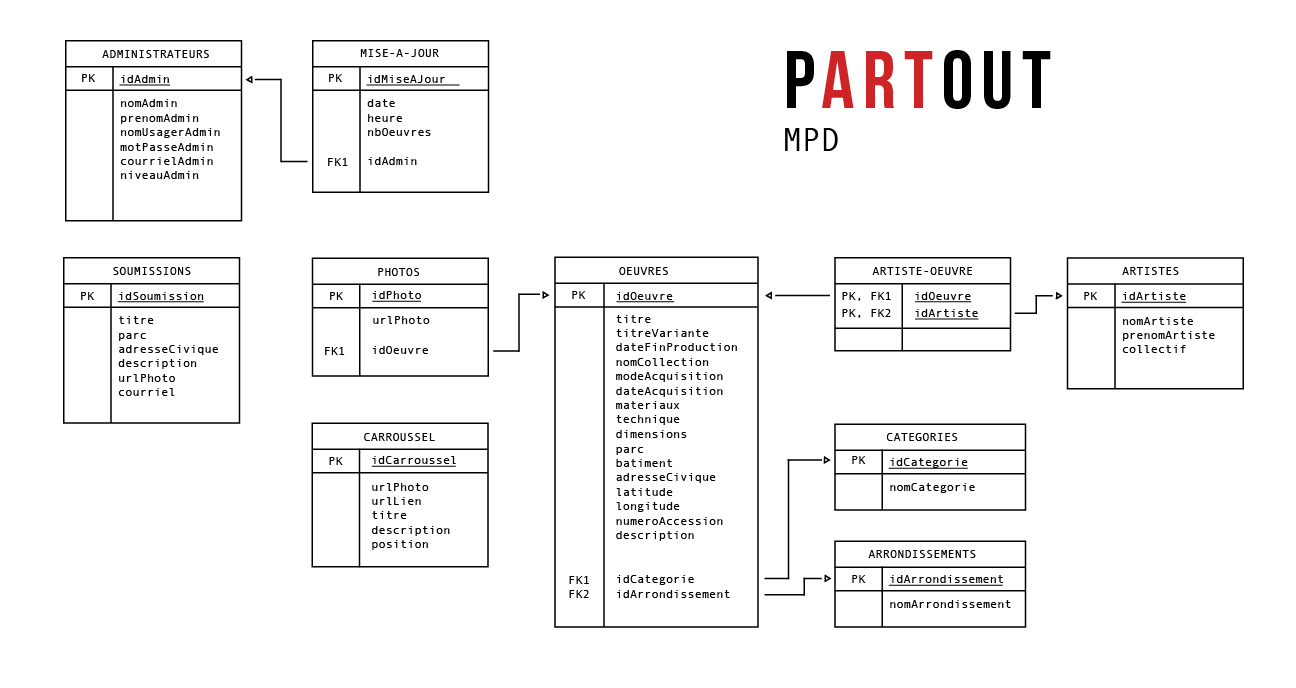 PARTOUT
MPD
ADMINISTRATEURS
PK idAdmin
nomAdmin
prenomAdmin
nomUsagerAdmin
motPasseAdmin
courrielAdmin
niveauAdmin
MISE-A-JOUR
PK idMiseAJour
date
heure
nbOeuvres
FK1 idAdmin
SOUMISSIONS
PK idSoumission
titre
parc
adresseCivique
description
urlPhoto
courriel
PHOTOS
PK idPhoto
urlPhoto
FK1 idOeuvre
CARROUSSEL
PK idCarroussel
urlPhoto
urlLien
titre
description
position
OEUVRES
PK idOeuvre
titre
titreVariante
dateFinProduction
nomCollection
modeAcquisition
dateAcquisition
materiaux
technique
dimensions
parc
batiment
adresseCivique
latitude
longitude
numeroAccession
description
FK1 idCategorie
FK2 idArrondissement
ARTISTE-OEUVRE
PK, FK1 idOeuvre
PK, FK2 idArtiste
ARTISTES
PK idArtiste
nomArtiste
prenomArtiste
collectif
CATEGORIES
PK idCategorie
nomCategorie
ARRONDISSEMENTS
PK idArrondissement
nomArrondissement